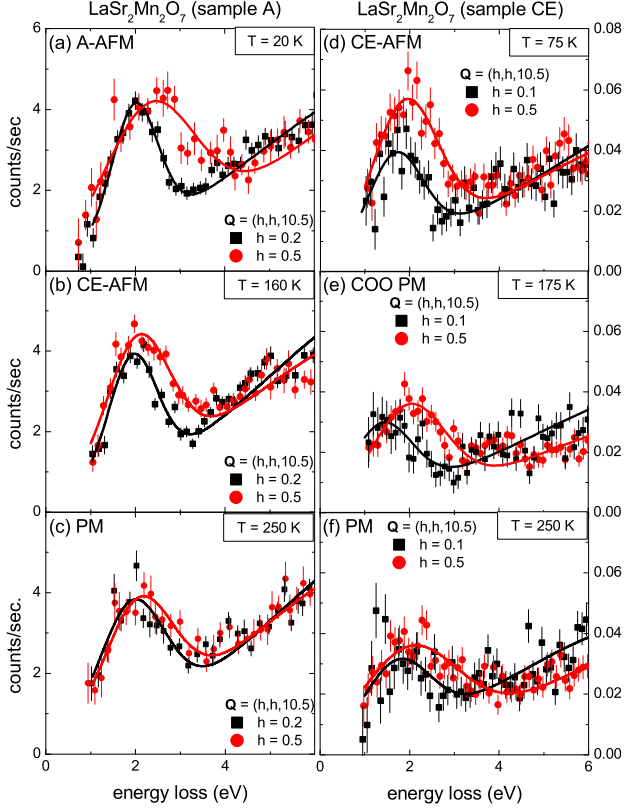 LaSr₂Mn₂O₇ (sample A)
LaSr₂Mn₂O₇ (sample CE)
(a) A-AFM
T = 20 K
6
4
2
0
counts/sec
Q = (h,h,10.5)
h = 0.2
h = 0.5
(d) CE-AFM
T = 75 K
Q = (h,h,10.5)
h = 0.1
h = 0.5
0.08
0.06
0.04
0.02
0.00
(b) CE-AFM
T = 160 K
4
2
0
counts/sec
Q = (h,h,10.5)
h = 0.2
h = 0.5
(e) COO PM
T = 175 K
Q = (h,h,10.5)
h = 0.1
h = 0.5
0.06
0.04
0.02
0.00
(c) PM
T = 250 K
4
2
0
counts/sec.
Q = (h,h,10.5)
h = 0.2
h = 0.5
0
2
4
energy loss (eV)
(f) PM
T = 250 K
Q = (h,h,10.5)
h = 0.1
h = 0.5
0.06
0.04
0.02
0.00
0
2
4
6
energy loss (eV)